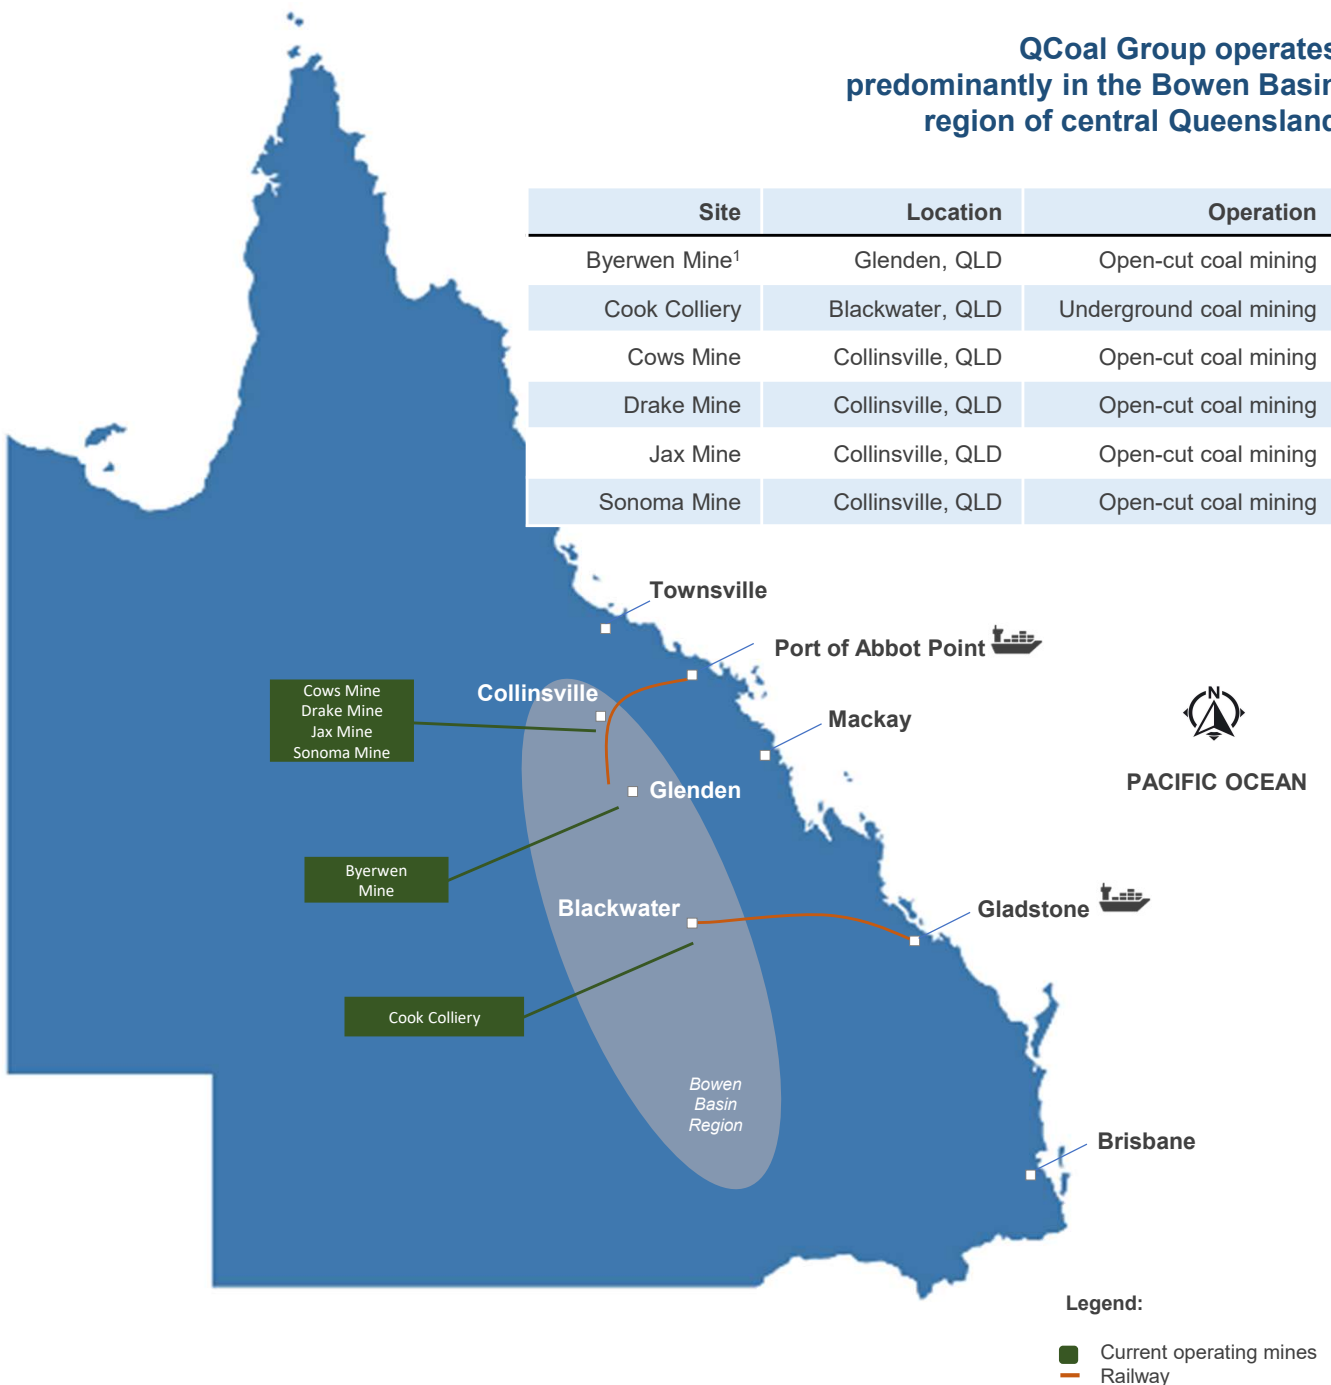 QCoal Group operates
predominantly in the Bowen Basin
region of central Queensland
Site Location Operation
Byerwen Mine¹ Glenden, QLD Open-cut coal mining
Cook Colliery Blackwater, QLD Underground coal mining
Cows Mine Collinsville, QLD Open-cut coal mining
Drake Mine Collinsville, QLD Open-cut coal mining
Jax Mine Collinsville, QLD Open-cut coal mining
Sonoma Mine Collinsville, QLD Open-cut coal mining
Townsville
Port of Abbot Point
Collinsville
Cows Mine
Drake Mine
Jax Mine
Sonoma Mine
Mackay
N
PACIFIC OCEAN
Glenden
Byerwen
Mine
Blackwater
Gladstone
Cook Colliery
Bowen
Basin
Region
Brisbane
Legend:
Current operating mines
Railway